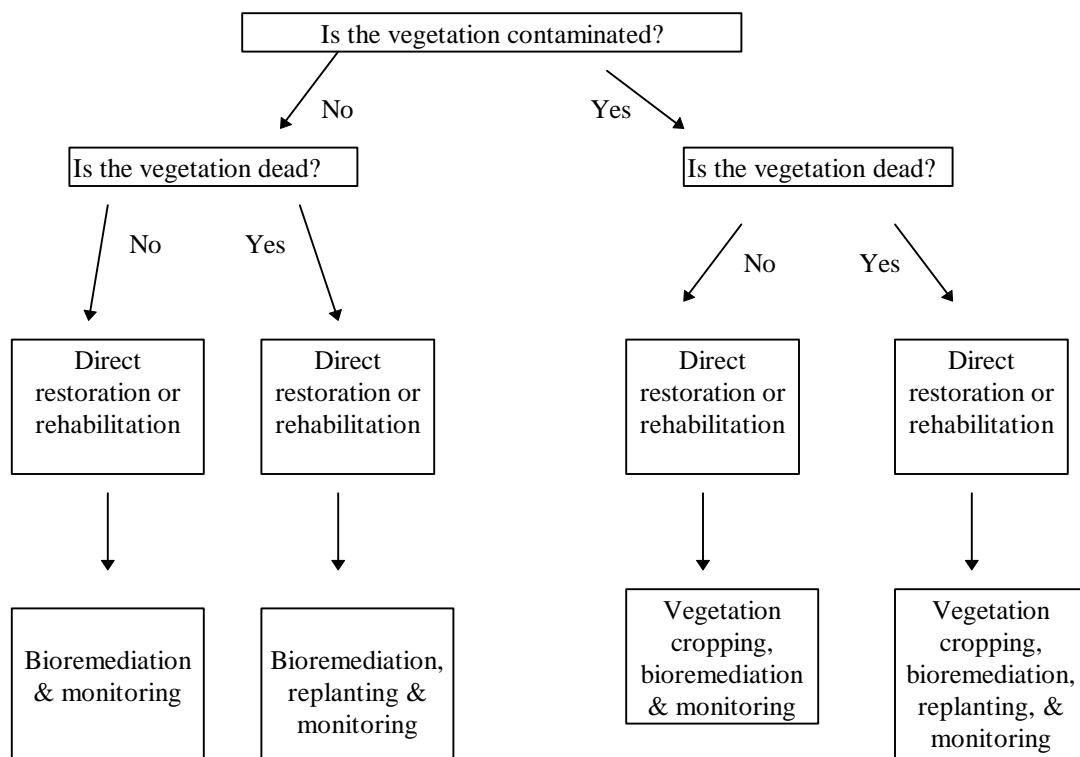 Is the vegetation contaminated?
No
Yes
Is the vegetation dead?
Is the vegetation dead?
No
Yes
No
Yes
Direct
restoration or
rehabilitation
Direct
restoration or
rehabilitation
Direct
restoration or
rehabilitation
Direct
restoration or
rehabilitation
Bioremediation
& monitoring
Bioremediation,
replanting &
monitoring
Vegetation
cropping,
bioremediation
& monitoring
Vegetation
cropping,
bioremediation,
replanting, &
monitoring